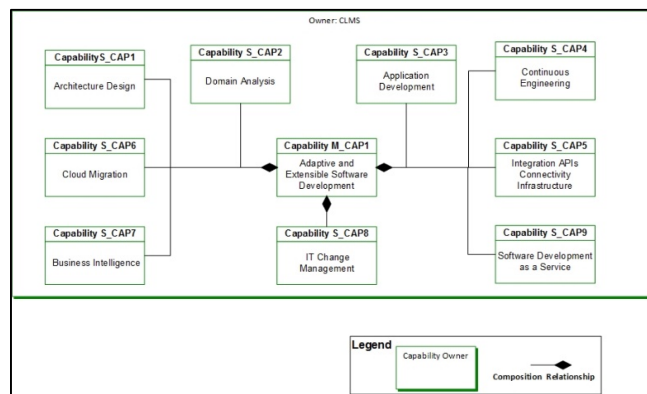 Owner: CLMS
CapabilityS_CAP1
Architecture Design
Capability S_CAP2
Domain Analysis
Capability S_CAP3
Application
Development
Capability S_CAP4
Continuous
Engineering
Capability S_CAP6
Cloud Migration
Capability M_CAP1
Adaptive and
Extensible Software
Development
Capability S_CAP5
Integration APIs
Connectivity
Infrastructure
Capability S_CAP7
Business Intelligence
Capability S_CAP8
IT Change
Management
Capability S_CAP9
Software Development
as a Service
Legend
Capability Owner
Composition Relationship